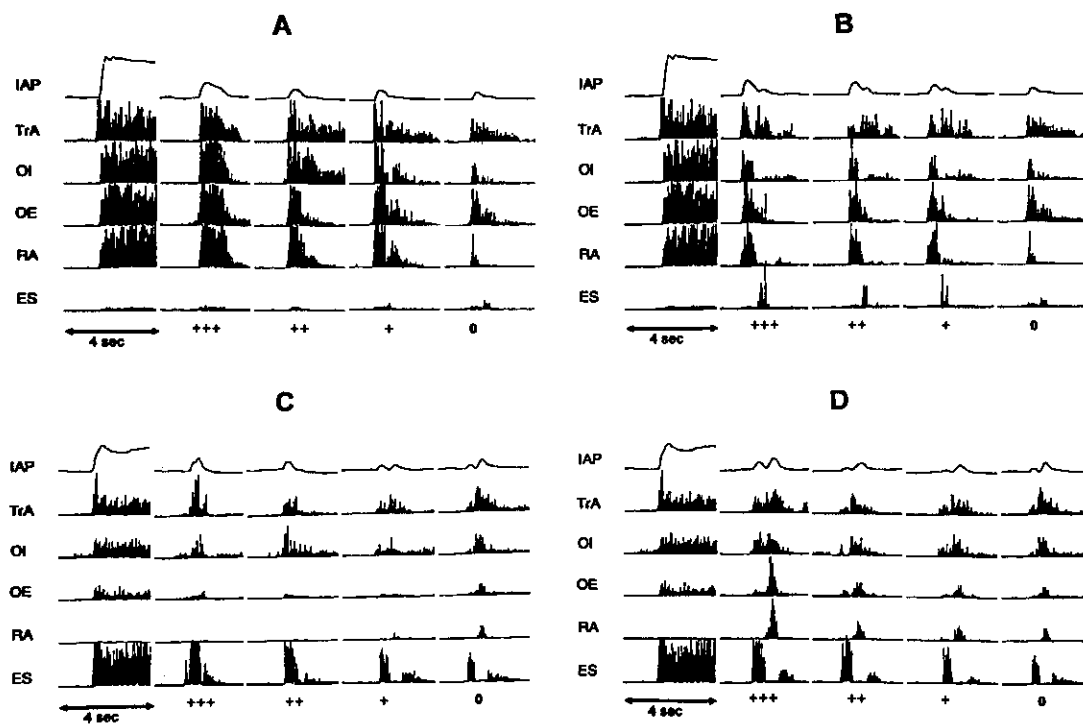 A
IAP
TrA
OI
OE
RA
ES
4 sec
+++ ++ + 0
B
IAP
TrA
OI
OE
RA
ES
4 sec
+++ ++ + 0
C
IAP
TrA
OI
OE
RA
ES
4 sec
+++ ++ + 0
D
IAP
TrA
OI
OE
RA
ES
4 sec
+++ ++ + 0